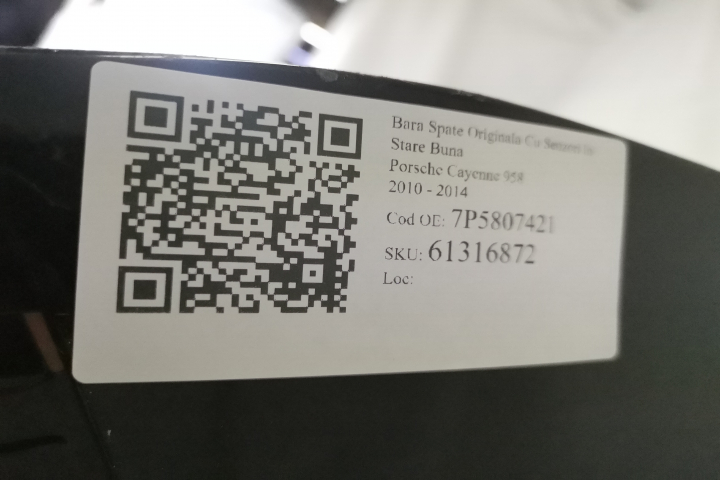 Bara Spate Originala Cu Senzori In
Stare Buna
Porsche Cayenne 958
2010 - 2014
Cod OE: 7P5807421
SKU: 61316872
Loc: